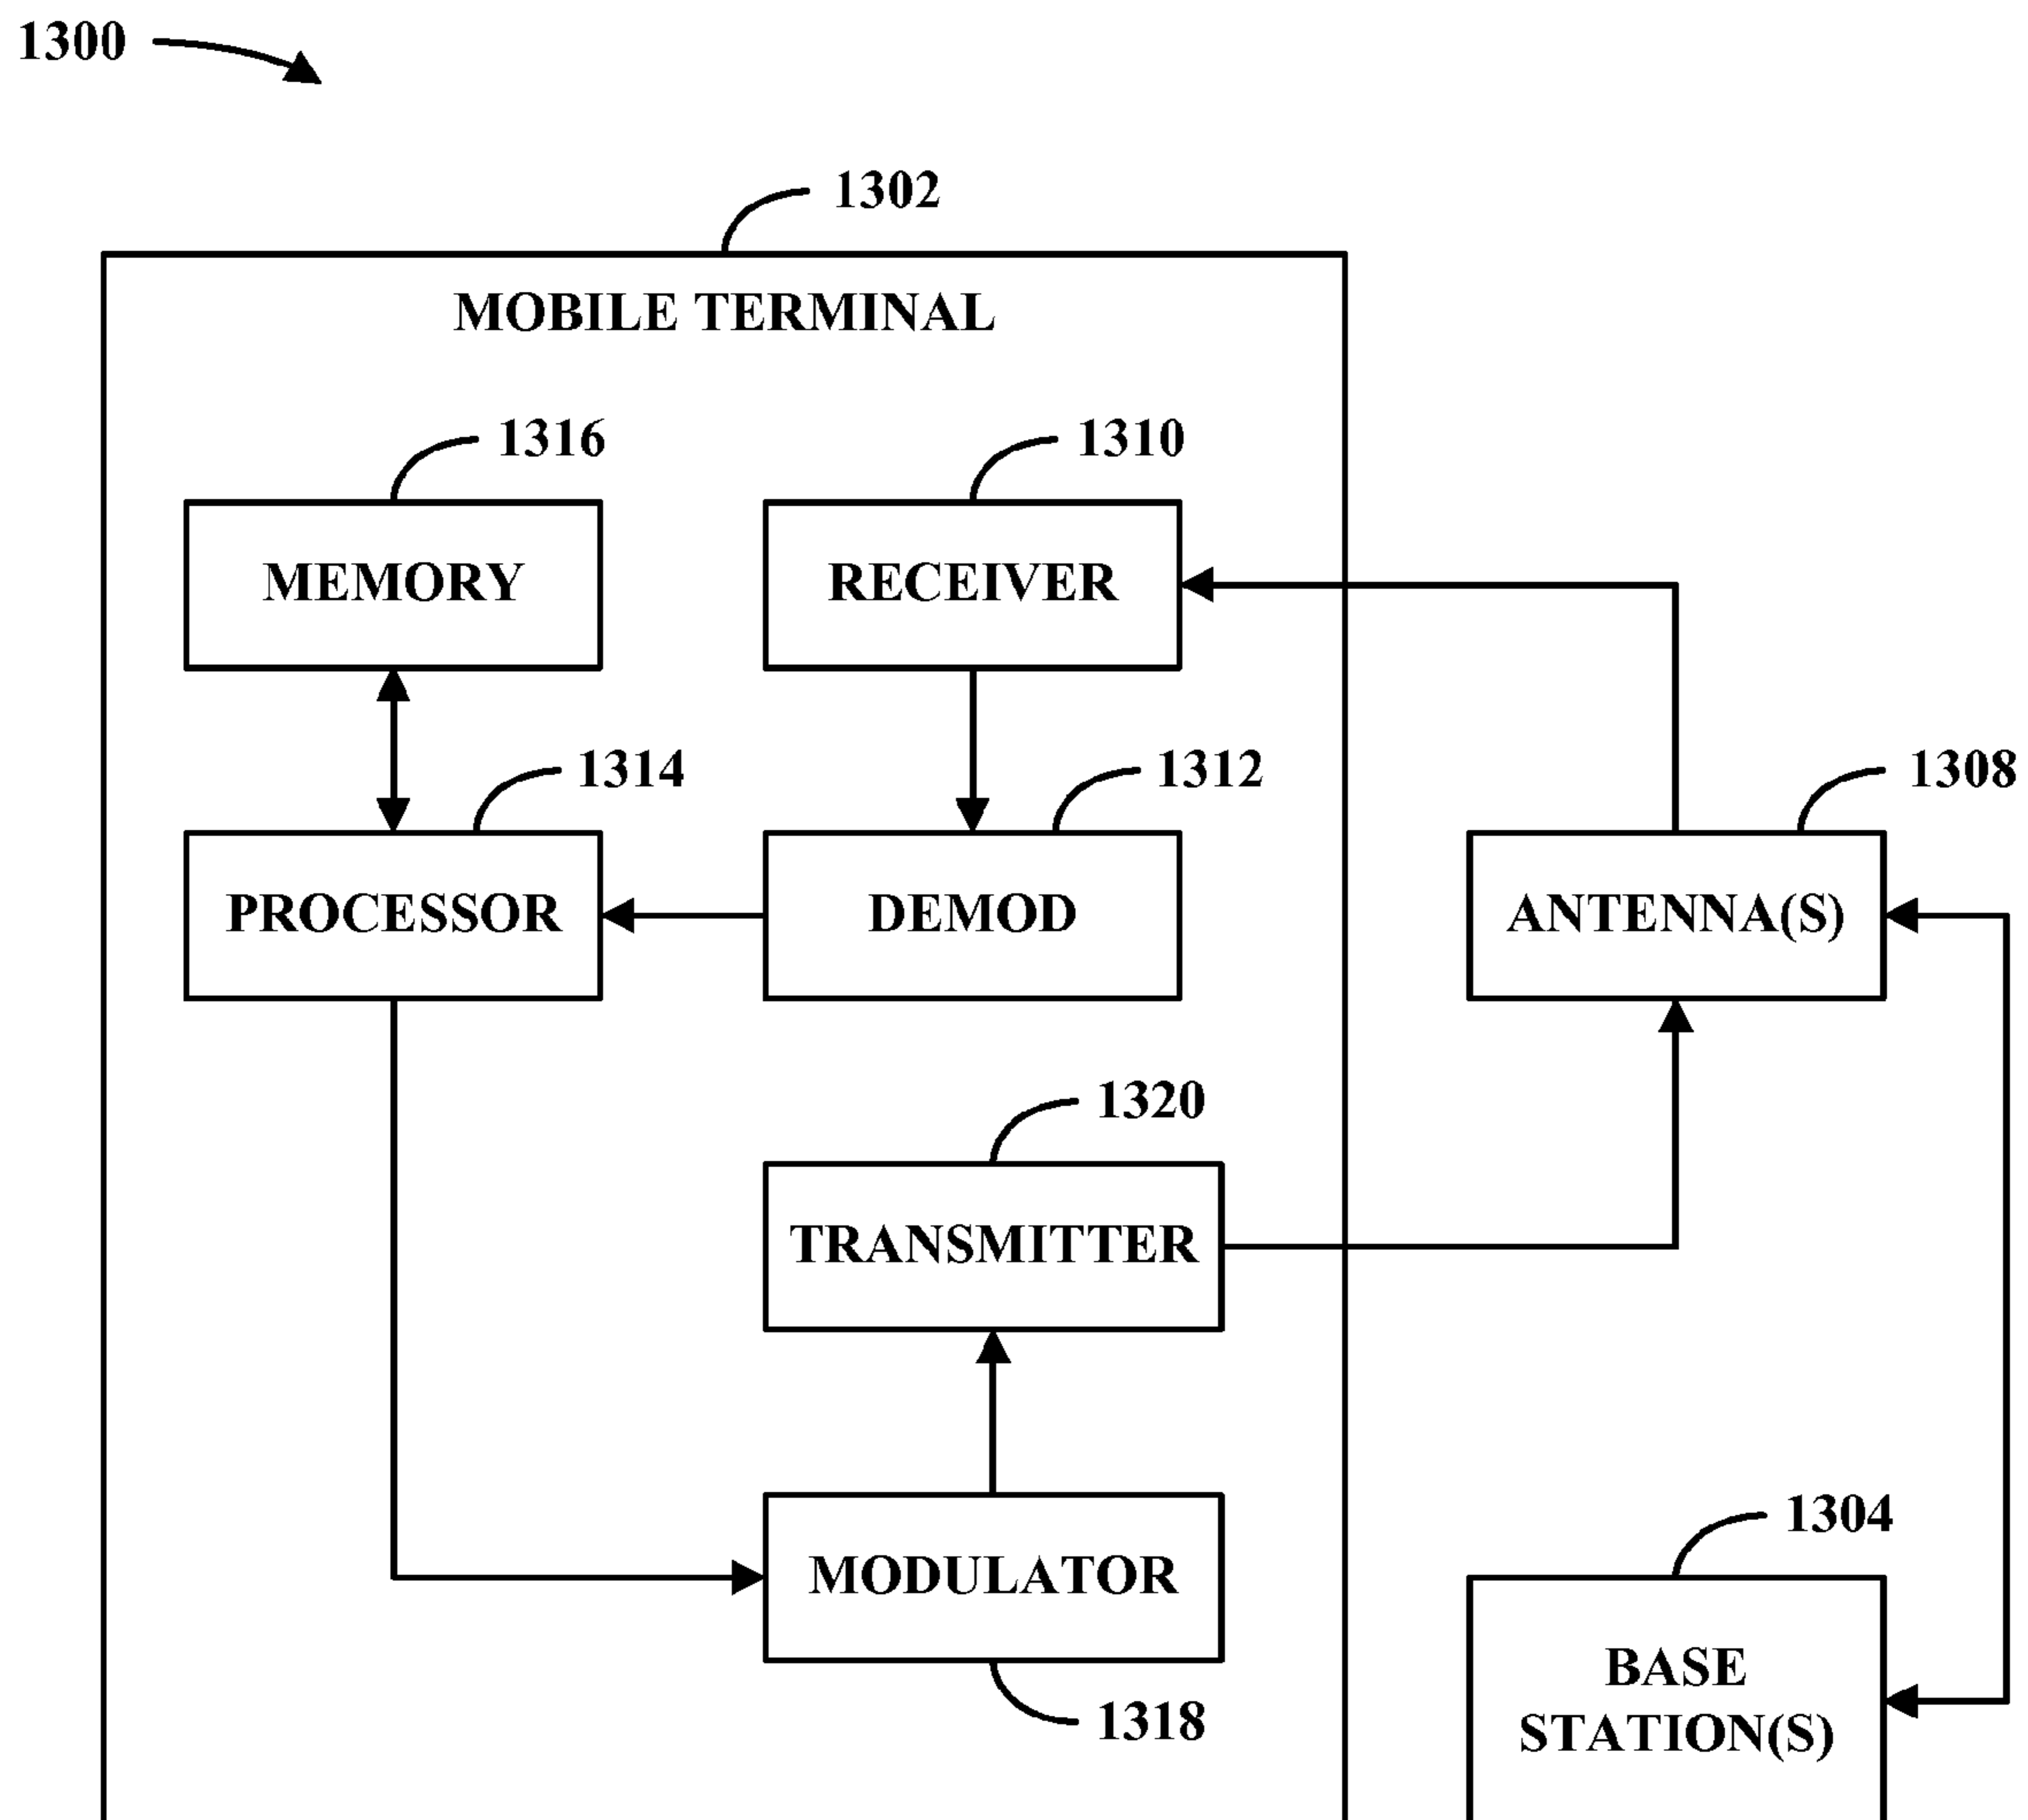 1300
1302
MOBILE TERMINAL
1316
1310
MEMORY
RECEIVER
1314
1312
1308
PROCESSOR
DEMOD
ANTENNA(S)
1320
TRANSMITTER
1304
MODULATOR
BASE
STATION(S)
1318